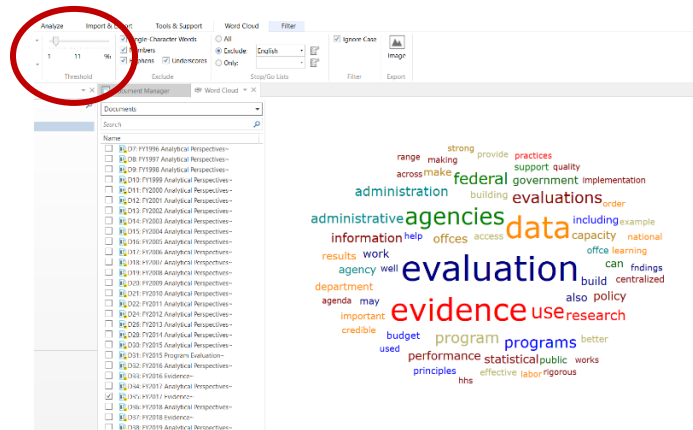 Analyze Import & Export Tools & Support Word Cloud Filter
Single-Character Words All Ignore Case
Numbers Exclude English
1 11 % Hyphens Underscores Only: Image
Threshold Exclude Stop/Go Lists Filter Export
Document Manager Word Cloud
Documents
Search
Name
D7: FY1996 Analytical Perspectives~
D8: FY1997 Analytical Perspectives~
D9: FY1998 Analytical Perspectives~
D10: FY1999 Analytical Perspectives~
D11: FY2000 Analytical Perspectives~
D12: FY2001 Analytical Perspectives~
D13: FY2002 Analytical Perspectives~
D14: FY2003 Analytical Perspectives~
D15: FY2004 Analytical Perspectives~
D16: FY2005 Analytical Perspectives~
D17: FY2006 Analytical Perspectives~
D18: FY2007 Analytical Perspectives~
D19: FY2008 Analytical Perspectives~
D20: FY2009 Analytical Perspectives~
D21: FY2010 Analytical Perspectives~
D22: FY2011 Analytical Perspectives~
D24: FY2012 Analytical Perspectives~
D26: FY2013 Analytical Perspectives~
D28: FY2014 Analytical Perspectives~
D30: FY2015 Analytical Perspectives~
D31: FY2015 Program Evaluation~
D32: FY2016 Analytical Perspectives~
D33: FY2016 Evidence~
D34: FY2017 Analytical Perspectives~
D35: FY2017 Evidence~
D36: FY2018 Analytical Perspectives~
D37: FY2018 Evidence~
D38: FY2019 Analytical Perspectives~
strong
range making provide practices
support quality
across make federal government implementation
administration building evaluations order
administrative agencies data including example
information help offces access capacity national
results work offce learning
agency well evaluation can fndings
department build centralized
agenda may evidence use also policy
important research
credible
budget program programs better
used
performance statistical public works
principles effective labor rigorous
hhs